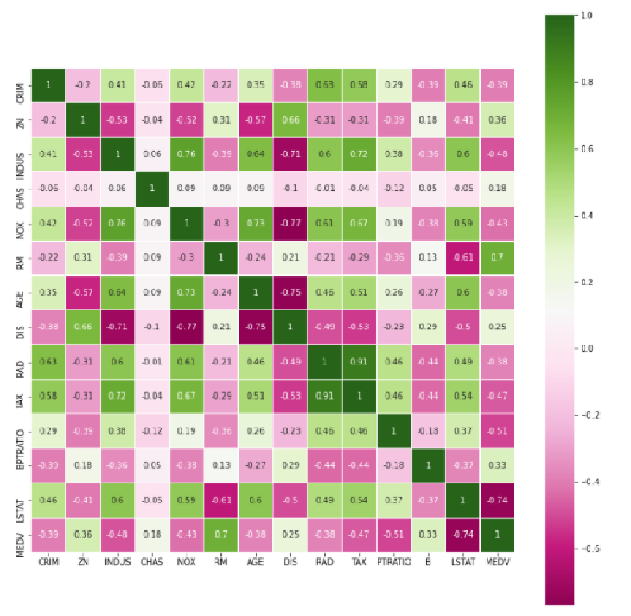 1.0
CRIM 1 -0.2 0.41 -0.06 0.42 -0.22 0.35 -0.38 0.63 0.58 0.29 -0.39 0.46 -0.39
0.8
ZN -0.2 1 -0.53 -0.04 -0.52 0.31 -0.57 0.66 -0.31 -0.31 -0.39 0.18 -0.41 0.36
0.6
INDUS 0.41 -0.53 1 0.06 0.76 -0.39 0.64 -0.71 0.6 0.72 0.38 -0.36 0.6 -0.48
CHAS -0.06 -0.04 0.06 1 0.09 0.09 0.09 -0.1 -0.01 -0.04 -0.12 0.05 -0.05 0.18
0.4
NOX 0.42 -0.52 0.76 0.09 1 -0.3 0.73 -0.77 0.61 0.67 0.19 -0.38 0.59 -0.43
RM -0.22 0.31 -0.39 0.09 -0.3 1 -0.24 0.21 -0.21 -0.29 -0.36 0.13 -0.61 0.7
0.2
AGE 0.35 -0.57 0.64 0.09 0.73 -0.24 1 -0.75 0.46 0.51 0.26 -0.27 0.6 -0.38
DIS -0.38 0.66 -0.71 -0.1 -0.77 0.21 -0.75 1 -0.49 -0.53 -0.23 0.29 -0.5 0.25
0.0
RAD 0.63 -0.31 0.6 -0.01 0.61 -0.21 0.46 -0.49 1 0.91 0.46 -0.44 0.49 -0.38
TAX 0.58 -0.31 0.72 -0.04 0.67 -0.29 0.51 -0.53 0.91 1 0.46 -0.44 0.54 -0.47
-0.2
PTRATIO 0.29 -0.39 0.38 -0.12 0.19 -0.36 0.26 -0.23 0.46 0.46 1 -0.18 0.37 -0.51
B -0.39 0.18 -0.36 0.05 -0.38 0.13 -0.27 0.29 -0.44 -0.44 -0.18 1 -0.37 0.33
-0.4
LSTAT 0.46 -0.41 0.6 -0.05 0.59 -0.61 0.6 -0.5 0.49 0.54 0.37 -0.37 1 -0.74
MEDV -0.39 0.36 -0.48 0.18 -0.43 0.7 -0.38 0.25 -0.38 -0.47 -0.51 0.33 -0.74 1
-0.6
CRIM ZN INDUS CHAS NOX RM AGE DIS RAD TAX PTRATIO B LSTAT MEDV